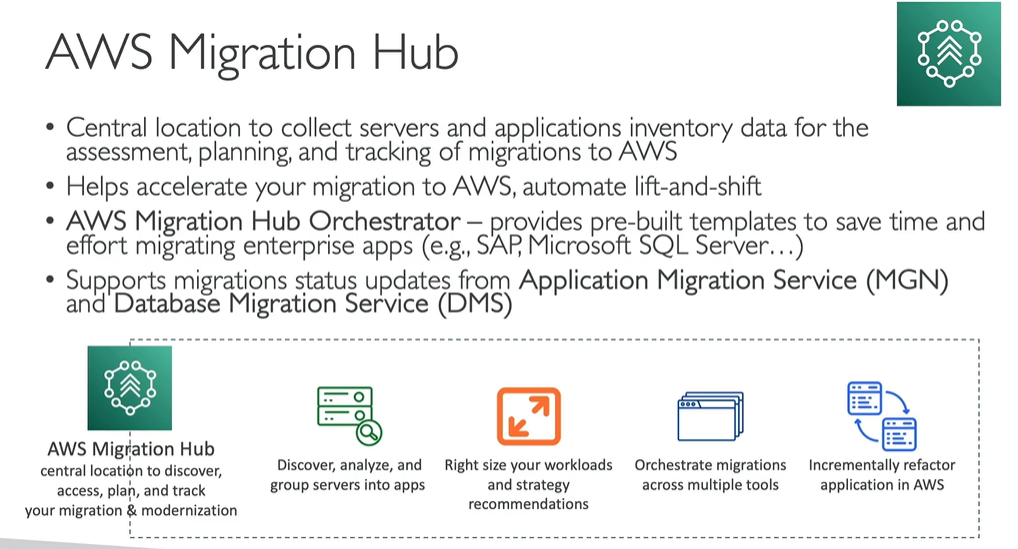 AWS Migration Hub
• Central location to collect servers and applications inventory data for the
assessment, planning, and tracking of migrations to AWS
• Helps accelerate your migration to AWS, automate lift-and-shift
• AWS Migration Hub Orchestrator – provides pre-built templates to save time and
effort migrating enterprise apps (e.g., SAP, Microsoft SQL Server…)
• Supports migrations status updates from Application Migration Service (MGN)
and Database Migration Service (DMS)
AWS Migration Hub
central location to discover,
access, plan, and track
your migration & modernization
Discover, analyze, and
group servers into apps
Right size your workloads
and strategy
recommendations
Orchestrate migrations
across multiple tools
Incrementally refactor
application in AWS